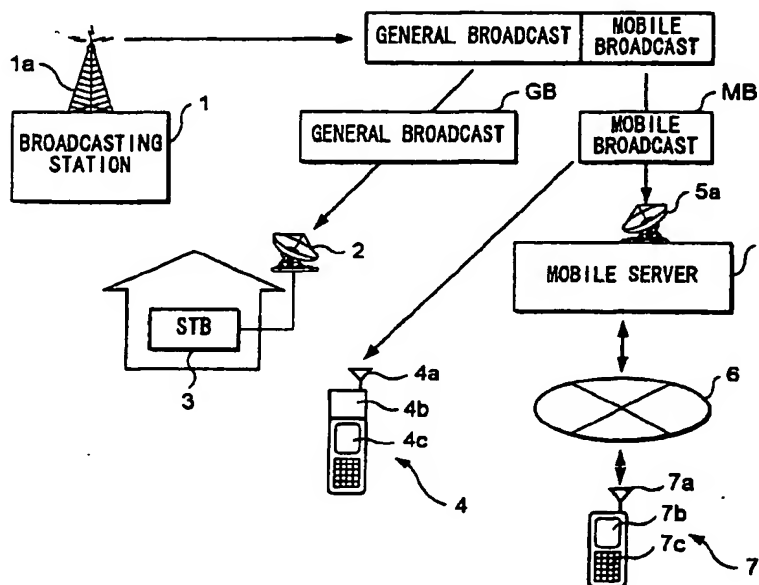 1a
GENERAL BROADCAST
MOBILE
BROADCAST
1
BROADCASTING
STATION
GB
GENERAL BROADCAST
MB
MOBILE
BROADCAST
5a
2
MOBILE SERVER
STB
3
4a
4b
4c
4
6
7a
7b
7c
7